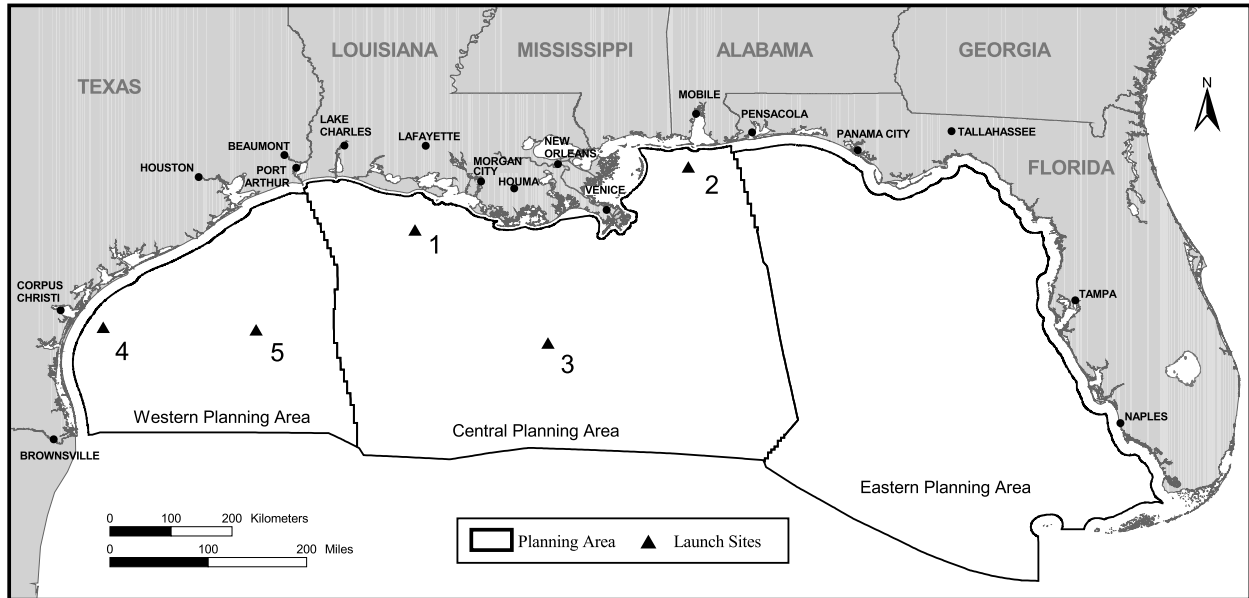 LOUISIANA
MISSISSIPPI
ALABAMA
GEORGIA
TEXAS
N
MOBILE
PENSACOLA
LAKE
CHARLES
LAFAYETTE
NEW
ORLEANS
PANAMA CITY
TALLAHASSEE
BEAUMONT
HOUSTON
PORT
ARTHUR
MORGAN
CITY
HOUMA
VENICE
FLORIDA
2
1
CORPUS
CHRISTI
TAMPA
4
5
3
Western Planning Area
Central Planning Area
NAPLES
BROWNSVILLE
Eastern Planning Area
0 100 200 Kilometers
0 100 200 Miles
Planning Area
Launch Sites